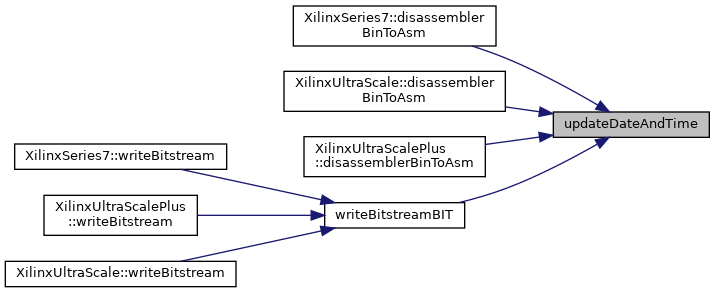 XilinxSeries7::disassembler
BinToAsm
XilinxUltraScale::disassembler
BinToAsm
updateDateAndTime
XilinxUltraScalePlus
::disassemblerBinToAsm
XilinxSeries7::writeBitstream
XilinxUltraScalePlus
::writeBitstream
writeBitstreamBIT
XilinxUltraScale::writeBitstream